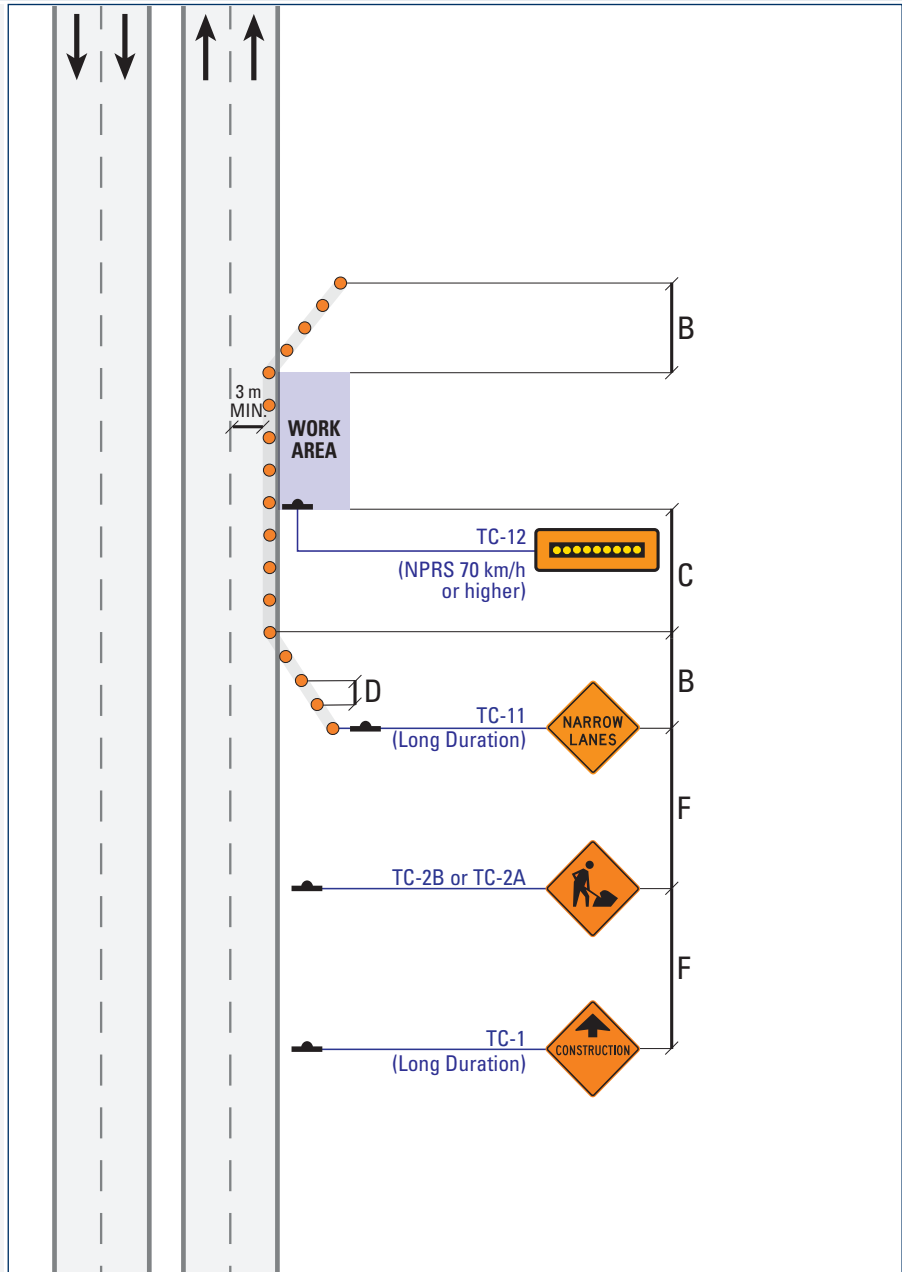 B
3 m
MIN.
WORK
AREA
TC-12
(NPRS 70 km/h
or higher)
C
B
D
TC-11
(Long Duration)
NARROW
LANES
F
TC-2B or TC-2A
F
TC-1
(Long Duration)
CONSTRUCTION